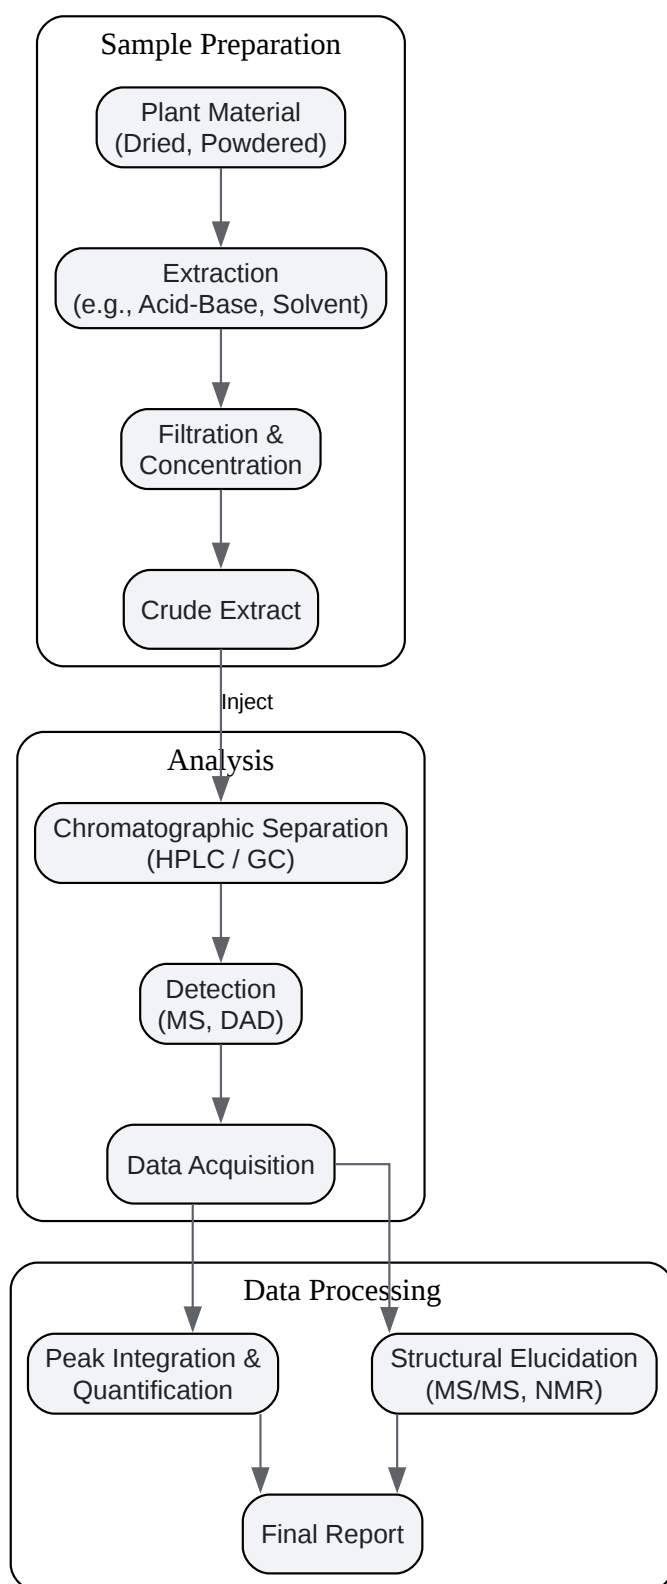 Sample Preparation
Plant Material
(Dried, Powdered)
Extraction
(e.g., Acid-Base, Solvent)
Filtration &
Concentration
Crude Extract
Inject
Analysis
Chromatographic Separation
(HPLC / GC)
Detection
(MS, DAD)
Data Acquisition
Data Processing
Peak Integration &
Quantification
Structural Elucidation
(MS/MS, NMR)
Final Report